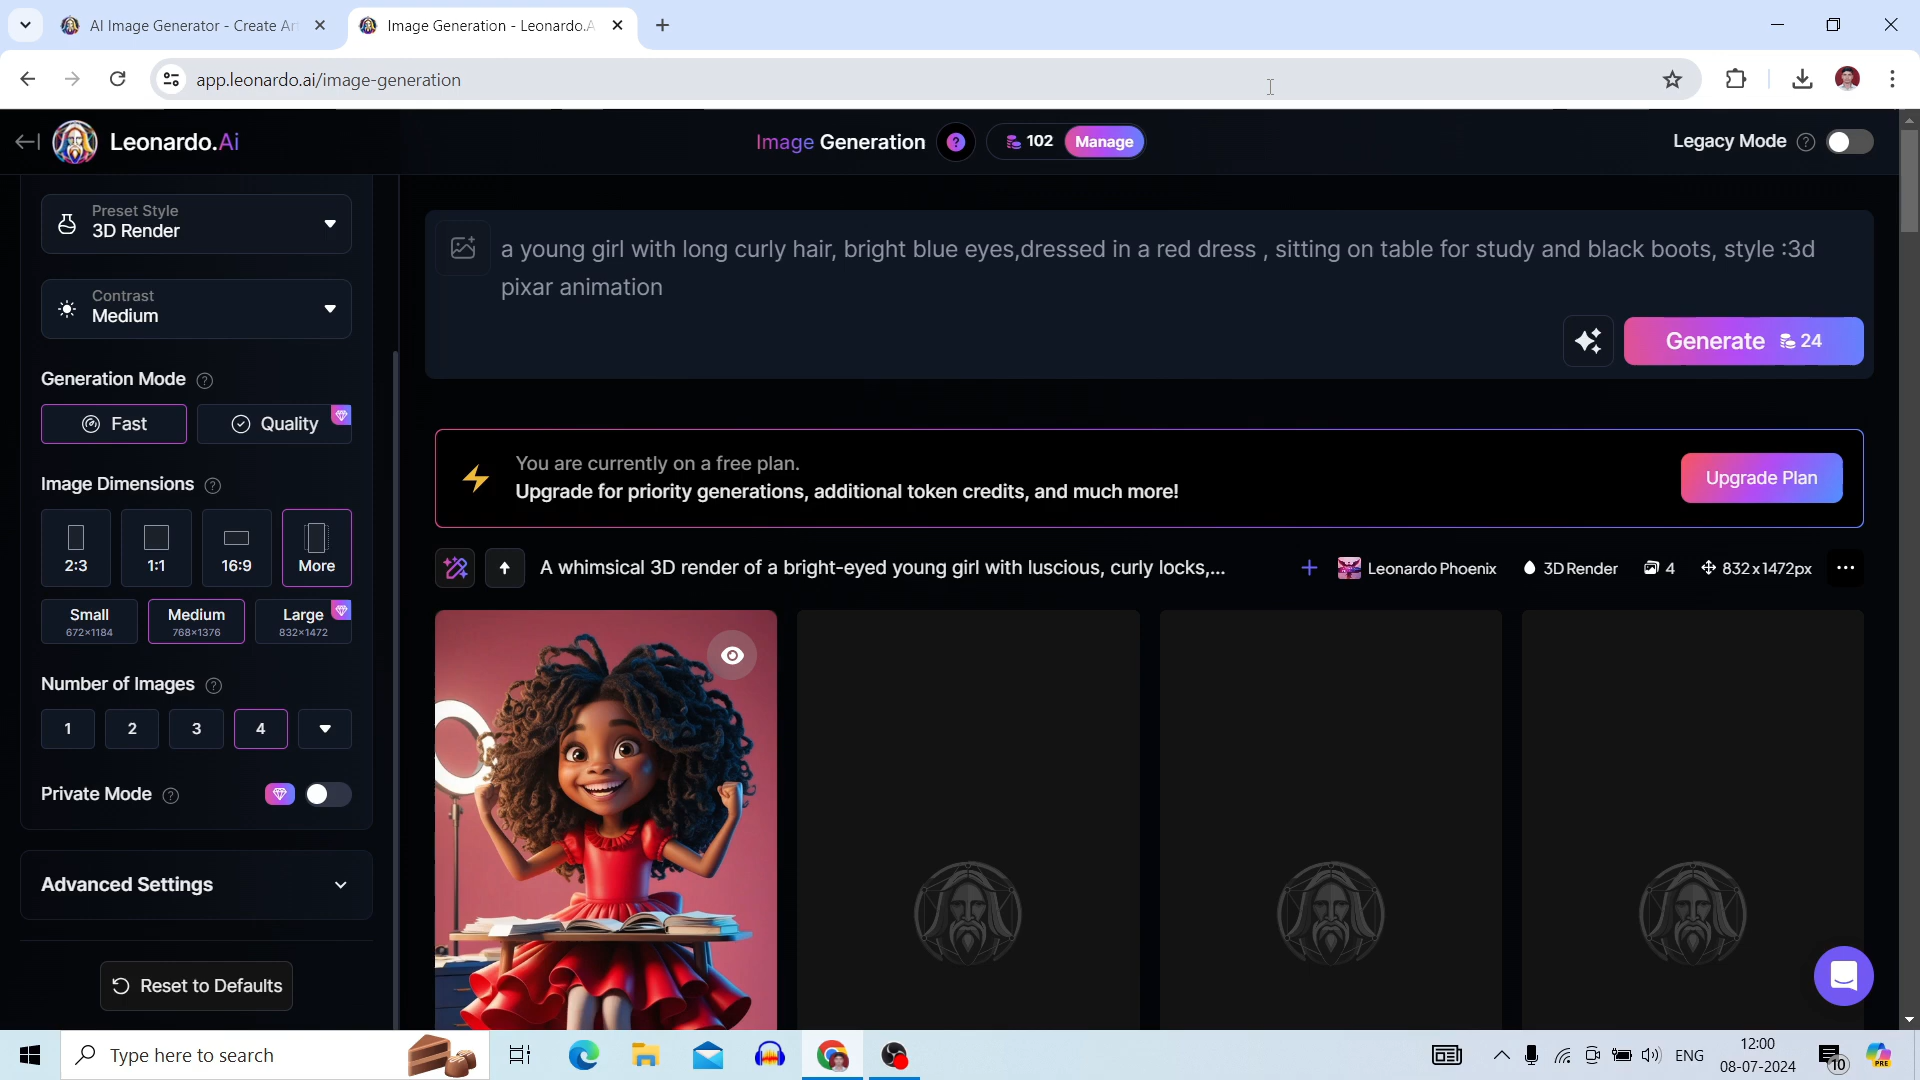 AI Image Generator - Create Ar
Image Generation - Leonardo.A
app.leonardo.ai/image-generation
Leonardo.Ai
Image Generation
?
102
Manage
Legacy Mode
?
Preset Style
3D Render
Contrast
Medium
Generation Mode
?
Fast
Quality
Image Dimensions
?
2:3
1:1
16:9
More
Small
672×1184
Medium
768×1376
Large
832×1472
Number of Images
?
1
2
3
4
Private Mode
?
Advanced Settings
Reset to Defaults
a young girl with long curly hair, bright blue eyes,dressed in a red dress , sitting on table for study and black boots, style :3d
pixar animation
Generate 24
You are currently on a free plan.
Upgrade for priority generations, additional token credits, and much more!
Upgrade Plan
A whimsical 3D render of a bright-eyed young girl with luscious, curly locks,...
Leonardo Phoenix
3D Render
4
832 x 1472px
Type here to search
ENG
12:00
08-07-2024
10
PRE